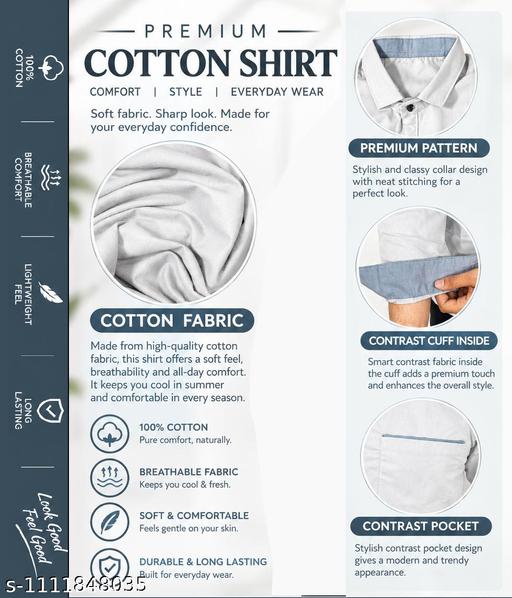 100%
COTTON
BREATHABLE
COMFORT
LIGHTWEIGHT
FEEL
LONG
LASTING
Look Good
Feel Good
PREMIUM
COTTON SHIRT
COMFORT | STYLE | EVERYDAY WEAR
Soft fabric. Sharp look. Made for
your everyday confidence.
COTTON FABRIC
Made from high-quality cotton
fabric, this shirt offers a soft feel,
breathability and all-day comfort.
It keeps you cool in summer
and comfortable in every season.
100% COTTON
Pure comfort, naturally.
BREATHABLE FABRIC
Keeps you cool & fresh.
SOFT & COMFORTABLE
Feels gentle on your skin.
DURABLE & LONG LASTING
Built for everyday wear.
PREMIUM PATTERN
Stylish and classy collar design
with neat stitching for a
perfect look.
CONTRAST CUFF INSIDE
Smart contrast fabric inside
the cuff adds a premium touch
and enhances the overall style.
CONTRAST POCKET
Stylish contrast pocket design
gives a modern and trendy
appearance.
s-1111848035